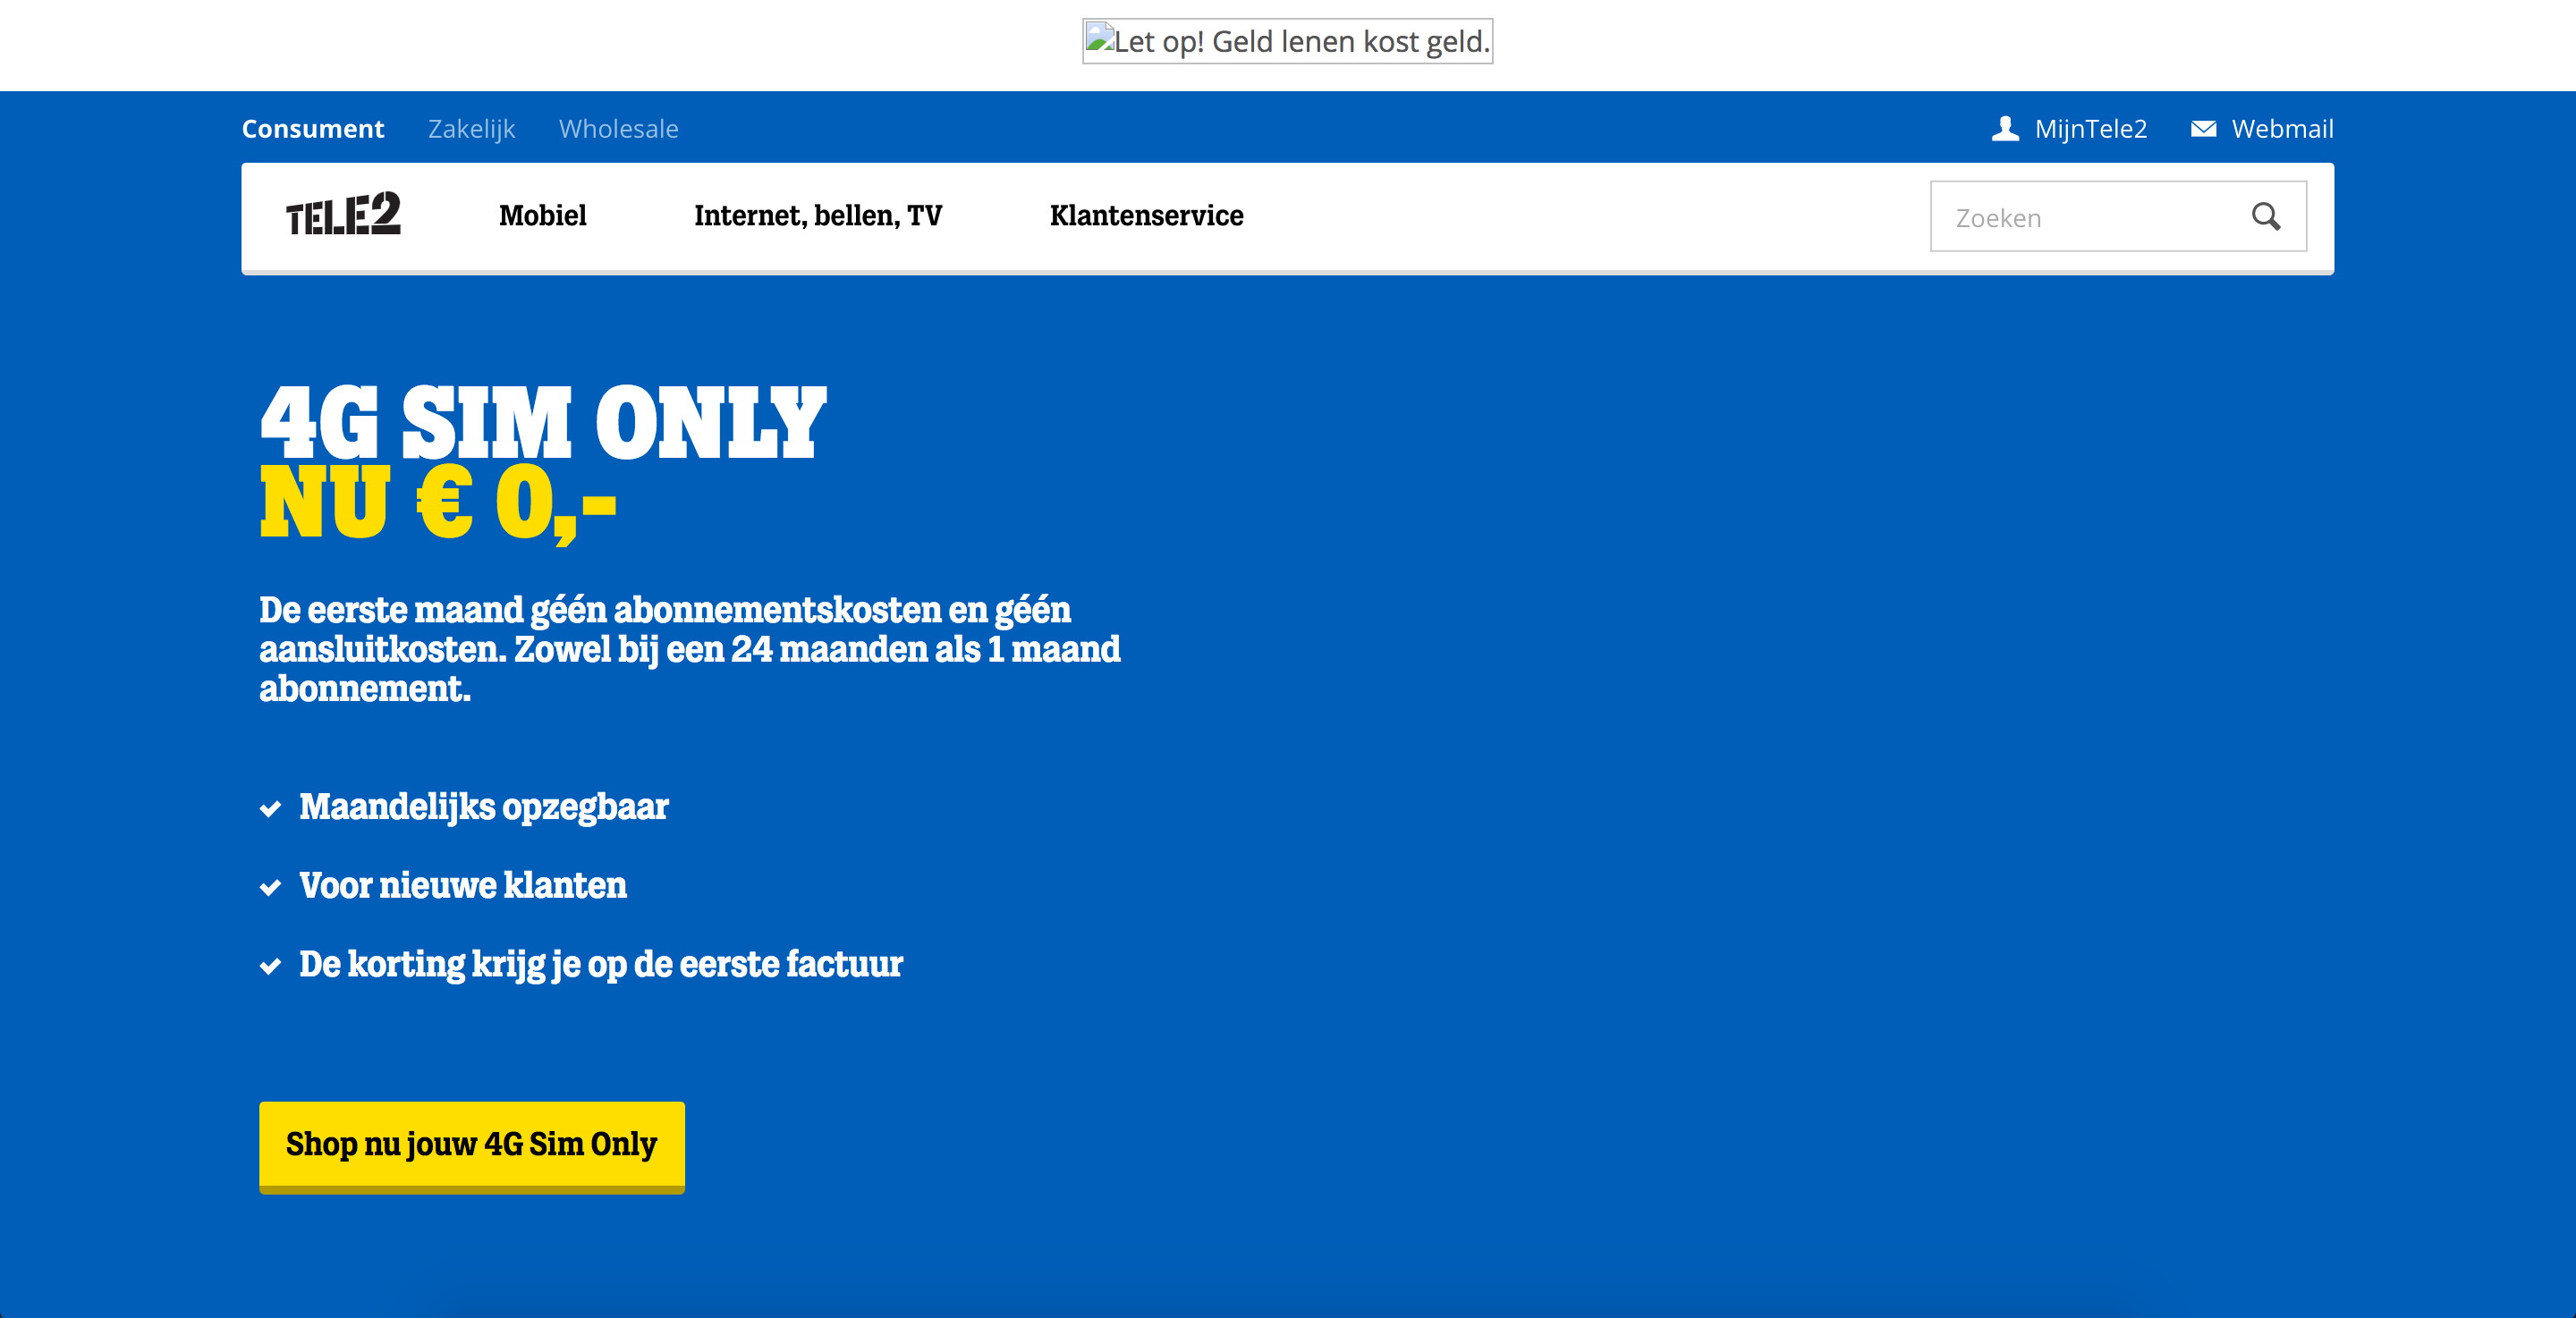 Let op! Geld lenen kost geld.
Consument Zakelijk Wholesale MijnTele2 Webmail
TELE2 Mobiel Internet, bellen, TV Klantenservice Zoeken
4G SIM ONLY
NU € 0,-
De eerste maand géén abonnementskosten en géén
aansluitkosten. Zowel bij een 24 maanden als 1 maand
abonnement.
Maandelijks opzegbaar
Voor nieuwe klanten
De korting krijg je op de eerste factuur
Shop nu jouw 4G Sim Only